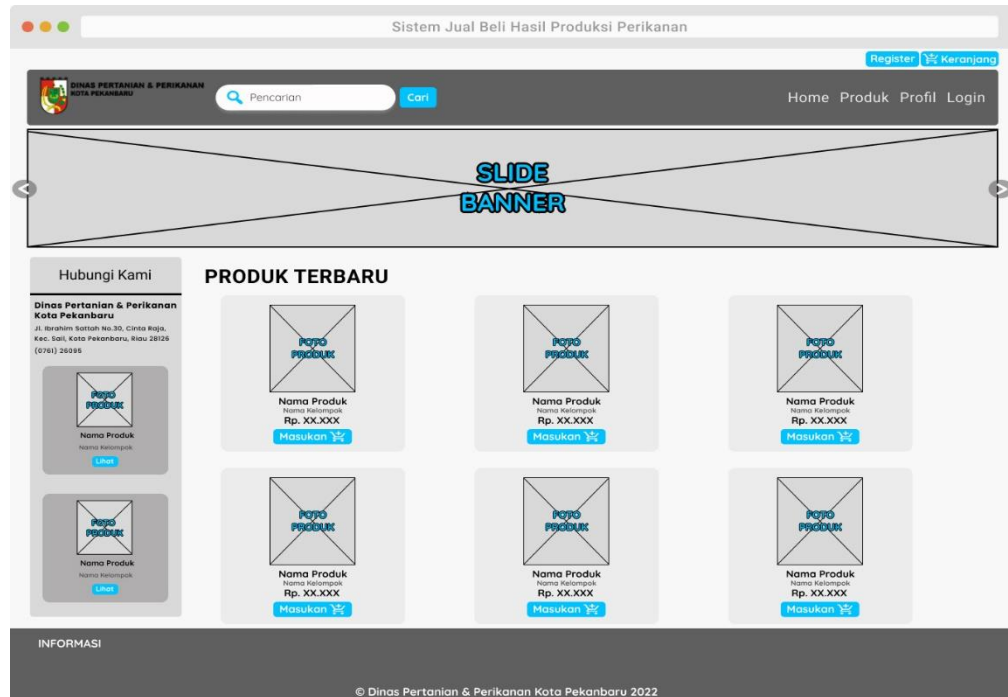 Sistem Jual Beli Hasil Produksi Perikanan
Register Keranjang
DINAS PERTANIAN & PERIKANAN
KOTA PEKANBARU
Pencarian Cari
Home Produk Profil Login
SLIDE
BANNER
< >
Hubungi Kami
Dinas Pertanian & Perikanan
Kota Pekanbaru
Jl. Ibrahim Sattah No.30, Cinta Raja,
Kec. Sail, Kota Pekanbaru, Riau 28126
(0761) 26095
FOTO
PRODUK
Nama Produk
Nama Kelompok
Lihat
FOTO
PRODUK
Nama Produk
Nama Kelompok
Lihat
PRODUK TERBARU
FOTO
PRODUK
Nama Produk
Nama Kelompok
Rp. XX.XXX
Masukan
FOTO
PRODUK
Nama Produk
Nama Kelompok
Rp. XX.XXX
Masukan
FOTO
PRODUK
Nama Produk
Nama Kelompok
Rp. XX.XXX
Masukan
FOTO
PRODUK
Nama Produk
Nama Kelompok
Rp. XX.XXX
Masukan
FOTO
PRODUK
Nama Produk
Nama Kelompok
Rp. XX.XXX
Masukan
FOTO
PRODUK
Nama Produk
Nama Kelompok
Rp. XX.XXX
Masukan
INFORMASI
© Dinas Pertanian & Perikanan Kota Pekanbaru 2022